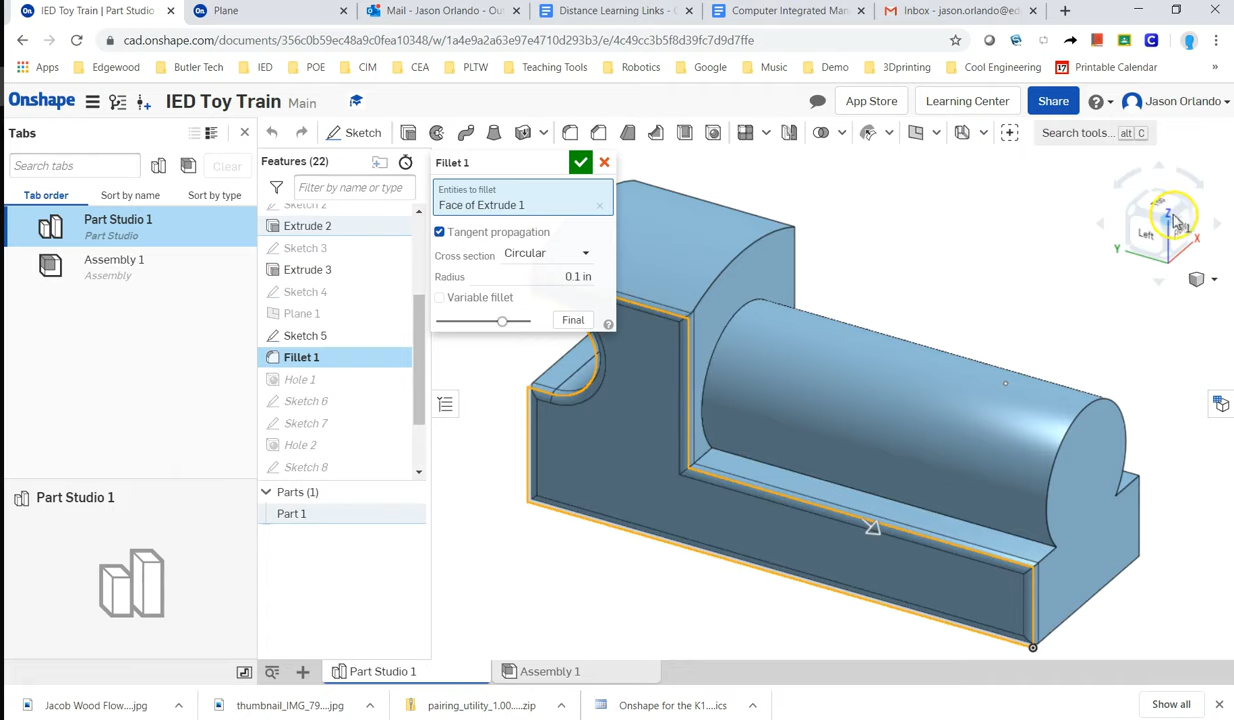 IED Toy Train | Part Studio
Plane
Mail - Jason Orlando - Out
Distance Learning Links - G
Computer Integrated Man
Inbox - jason.orlando@ed
cad.onshape.com/documents/356c0b59ec48a9c0fea10348/w/1a4e9a2a63e97e4710d293b3/e/4c49cc3b5f8d39fc7d9d7ffe
Apps Edgewood Butler Tech IED POE CIM CEA PLTW Teaching Tools Robotics Google Music Demo 3Dprinting Cool Engineering 17 Printable Calendar »
Onshape IED Toy Train Main App Store Learning Center Share Jason Orlando
Tabs
Sketch
Search tools... alt C
Search tabs
Clear
Tab order Sort by name Sort by type
Part Studio 1
Part Studio
Assembly 1
Assembly
Features (22)
Filter by name or type
Sketch 2
Extrude 2
Sketch 3
Extrude 3
Sketch 4
Plane 1
Sketch 5
Fillet 1
Hole 1
Sketch 6
Sketch 7
Hole 2
Sketch 8
Parts (1)
Part 1
Fillet 1
Entities to fillet
Face of Extrude 1
Tangent propagation
Cross section Circular
Radius 0.1 in
Variable fillet
Final
Z
Left
Y
X
Part Studio 1
Part Studio 1 Assembly 1
Jacob Wood Flow....jpg thumbnail_IMG_79....jpg pairing_utility_1.00....zip Onshape for the K1....ics Show all